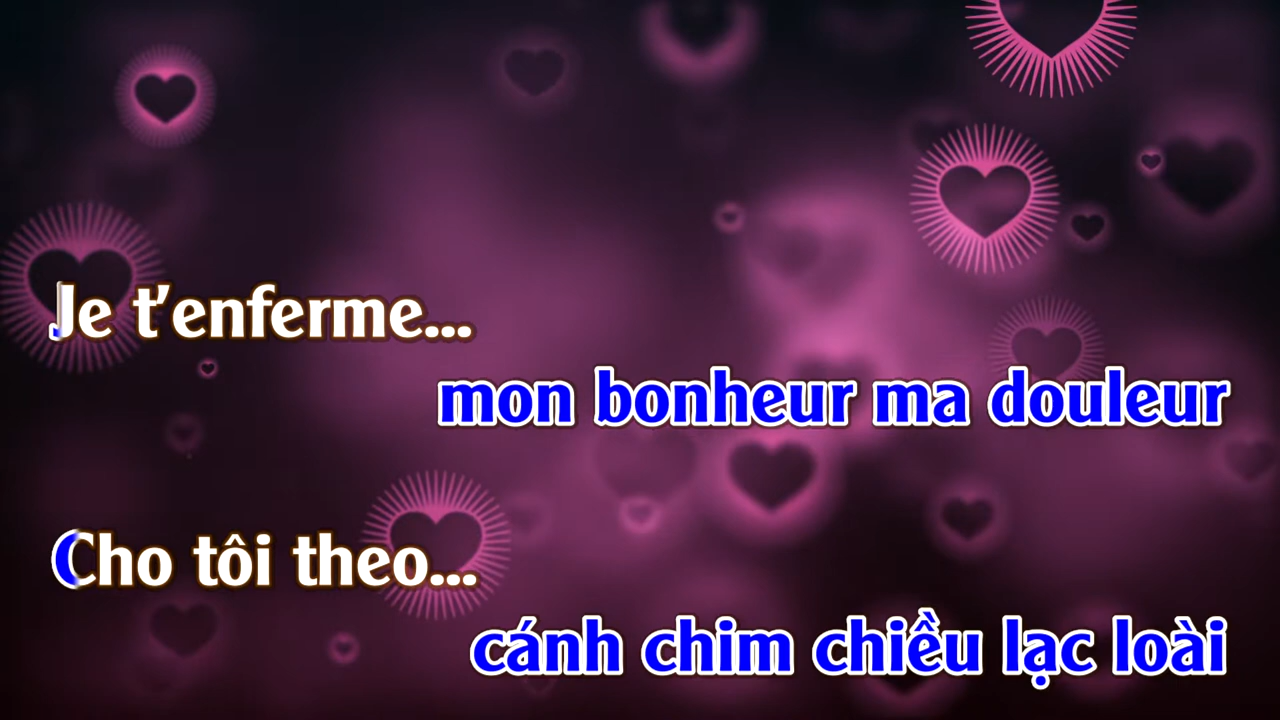 Je t’enferme...
mon bonheur ma douleur
Cho tôi theo...
cánh chim chiều lạc loài